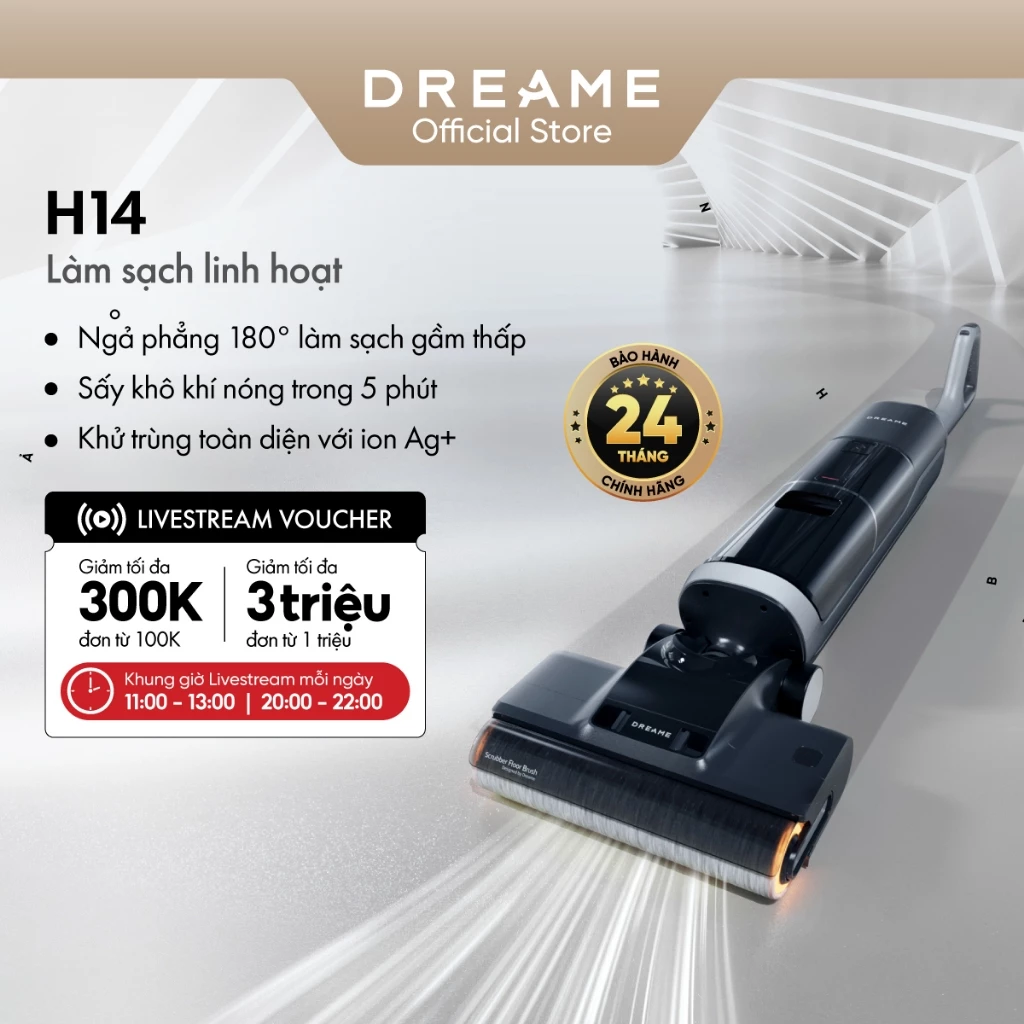 DREAME
Official Store
H14
Làm sạch linh hoạt
• Ngả phẳng 180° làm sạch gầm thấp
• Sấy khô khí nóng trong 5 phút
• Khử trùng toàn diện với ion Ag+
BẢO HÀNH
24
THÁNG
CHÍNH HÃNG
LIVESTREAM VOUCHER
Giảm tối đa
300K
đơn từ 100K
Giảm tối đa
3 triệu
đơn từ 1 triệu
Khung giờ Livestream mỗi ngày
11:00 - 13:00 | 20:00 - 22:00
DREAME
DREAME
Scrubber Floor Brush
Designed by Dreame
N
H
Á
B